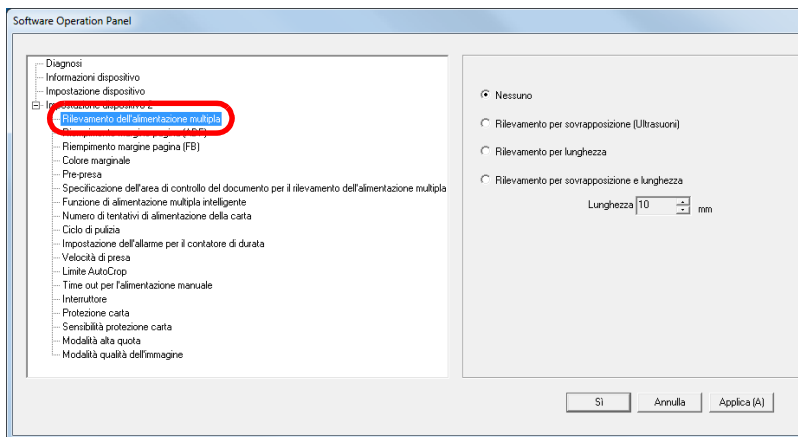 Software Operation Panel
Diagnosi
Informazioni dispositivo
Impostazione dispositivo
Impostazione dispositivo 2
Rilevamento dell'alimentazione multipla
Riempimento margine pagina (ADF)
Riempimento margine pagina (FB)
Colore marginale
Pre-presa
Specificazione dell'area di controllo del documento per il rilevamento dell'alimentazione multipla
Funzione di alimentazione multipla intelligente
Numero di tentativi di alimentazione della carta
Ciclo di pulizia
Impostazione dell'allarme per il contatore di durata
Velocità di presa
Limite AutoCrop
Time out per l'alimentazione manuale
Interruttore
Protezione carta
Sensibilità protezione carta
Modalità alta quota
Modalità qualità dell'immagine
Nessuno
Rilevamento per sovrapposizione (Ultrasuoni)
Rilevamento per lunghezza
Rilevamento per sovrapposizione e lunghezza
Lunghezza 10 mm
Sì Annulla Applica (A)